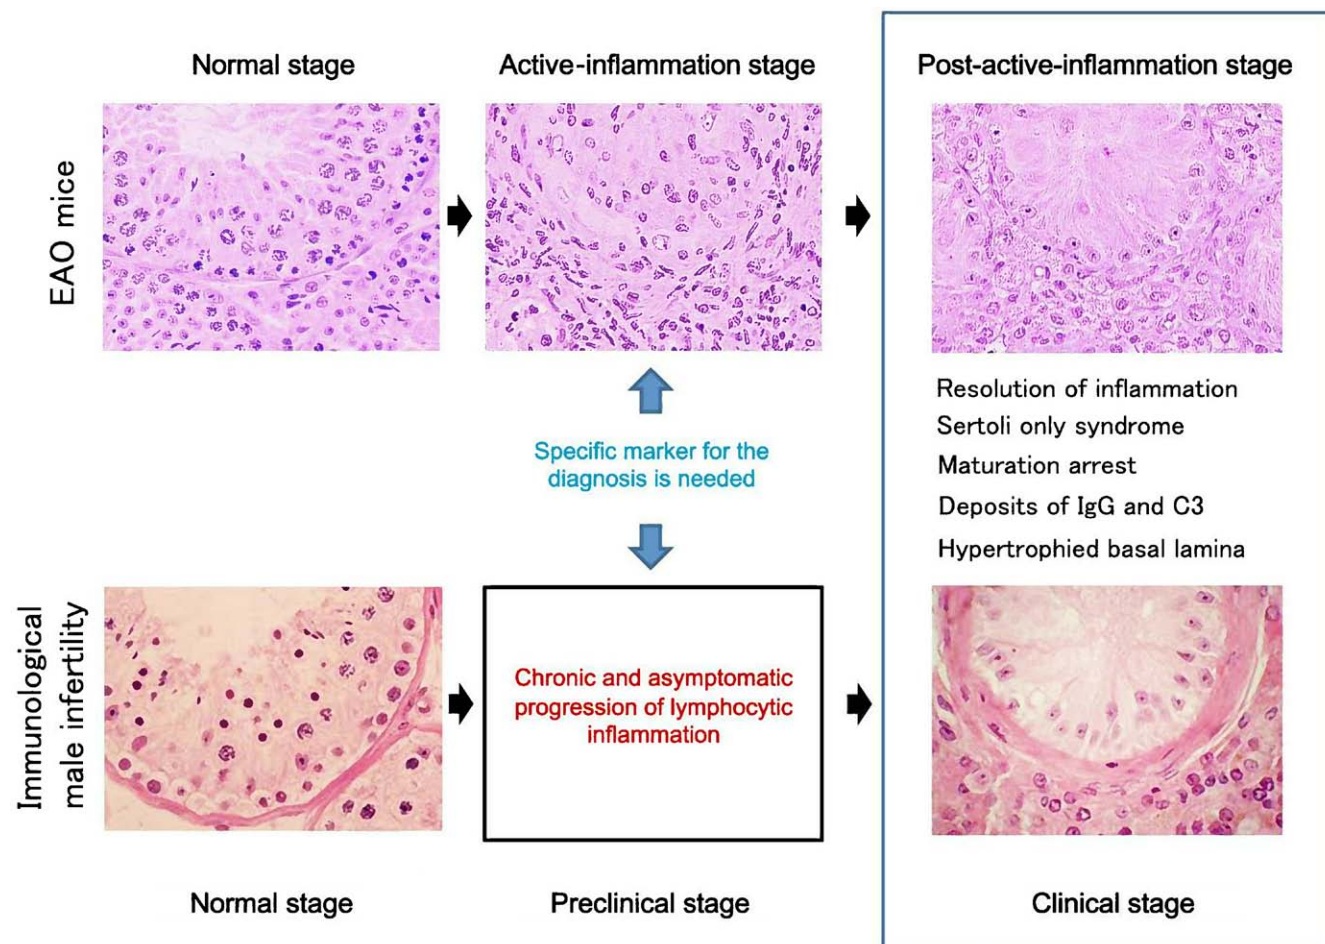 Normal stage
Active-inflammation stage
Post-active-inflammation stage
EAO mice
Specific marker for the
diagnosis is needed
Resolution of inflammation
Sertoli only syndrome
Maturation arrest
Deposits of IgG and C3
Hypertrophied basal lamina
Immunological
male infertility
Chronic and asymptomatic
progression of lymphocytic
inflammation
Normal stage
Preclinical stage
Clinical stage